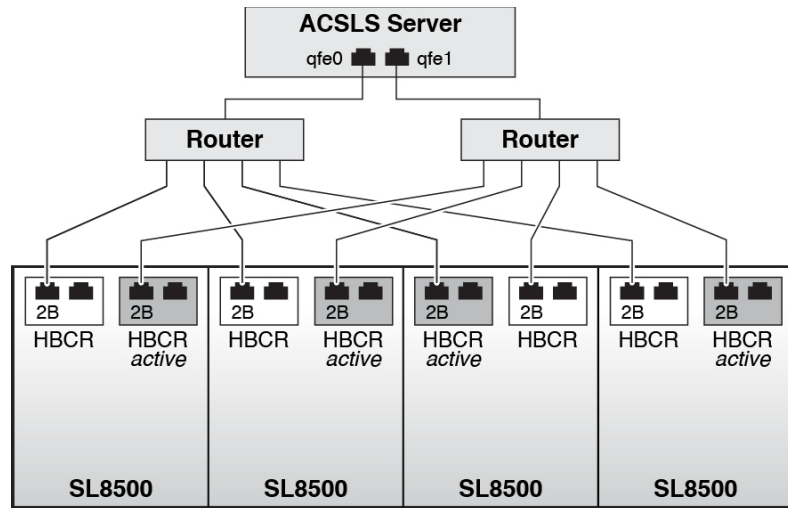 ACSLS Server
qfe0 qfe1
Router Router
2B 2B 2B 2B 2B 2B 2B 2B
HBCR HBCR HBCR HBCR HBCR HBCR HBCR HBCR
active active active active
SL8500 SL8500 SL8500 SL8500